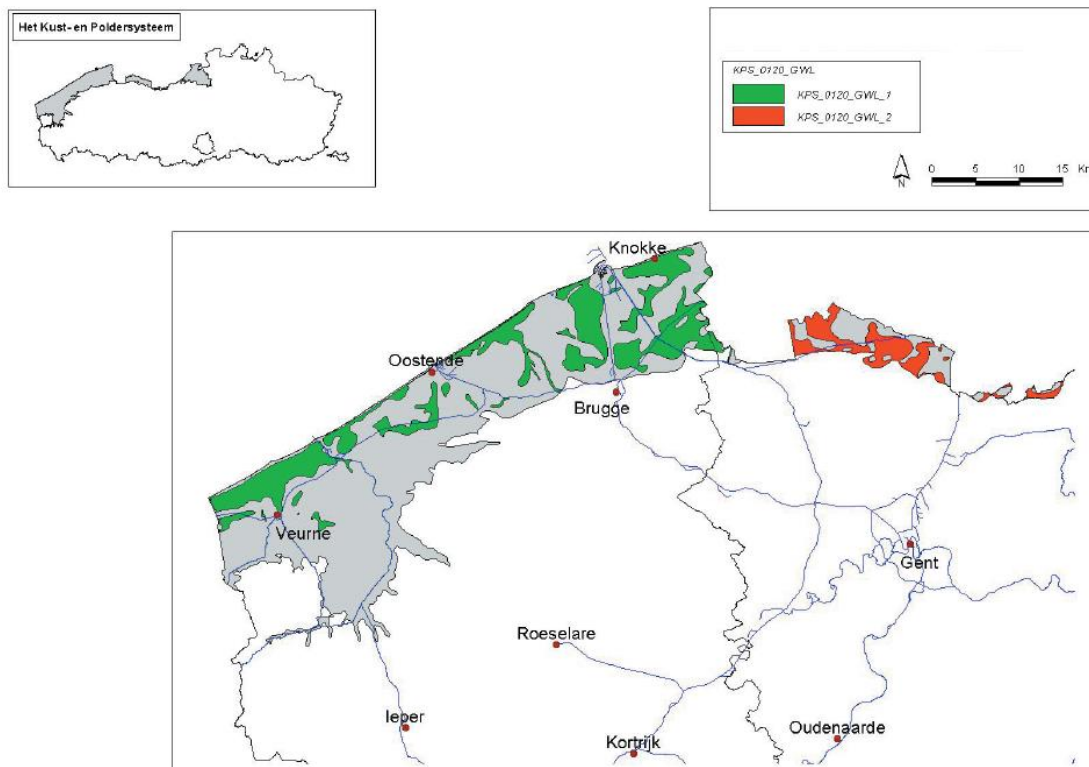 Het Kust- en Poldersysteem
KPS_0120_GWL
KPS_0120_GWL_1
KPS_0120_GWL_2
N
0 5 10 15 Km
Knokke
Oostende
Brugge
Veurne
Gent
Roeselare
Ieper
Kortrijk
Oudenaarde